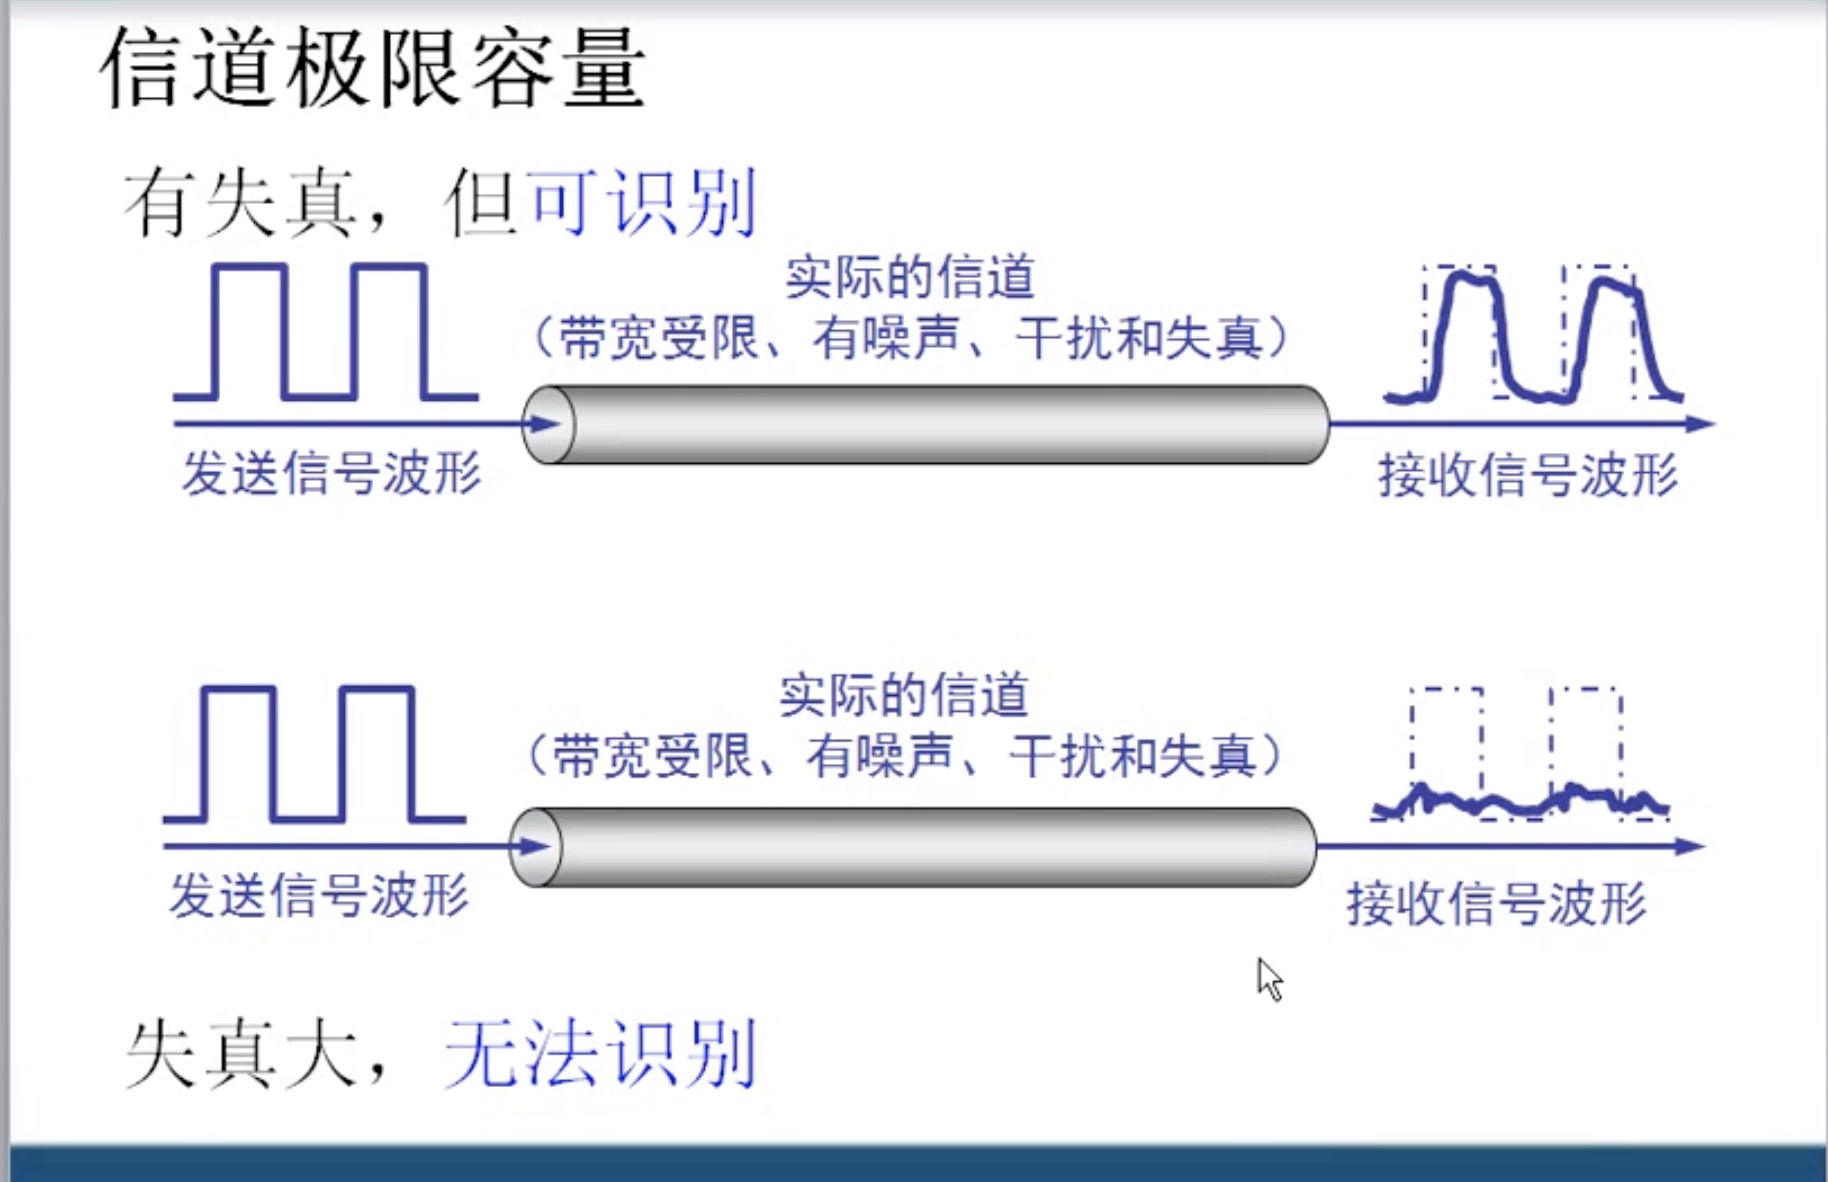 信道极限容量
有失真，但可识别
实际的信道
（带宽受限、有噪声、干扰和失真）
发送信号波形
接收信号波形
实际的信道
（带宽受限、有噪声、干扰和失真）
发送信号波形
接收信号波形
失真大，无法识别